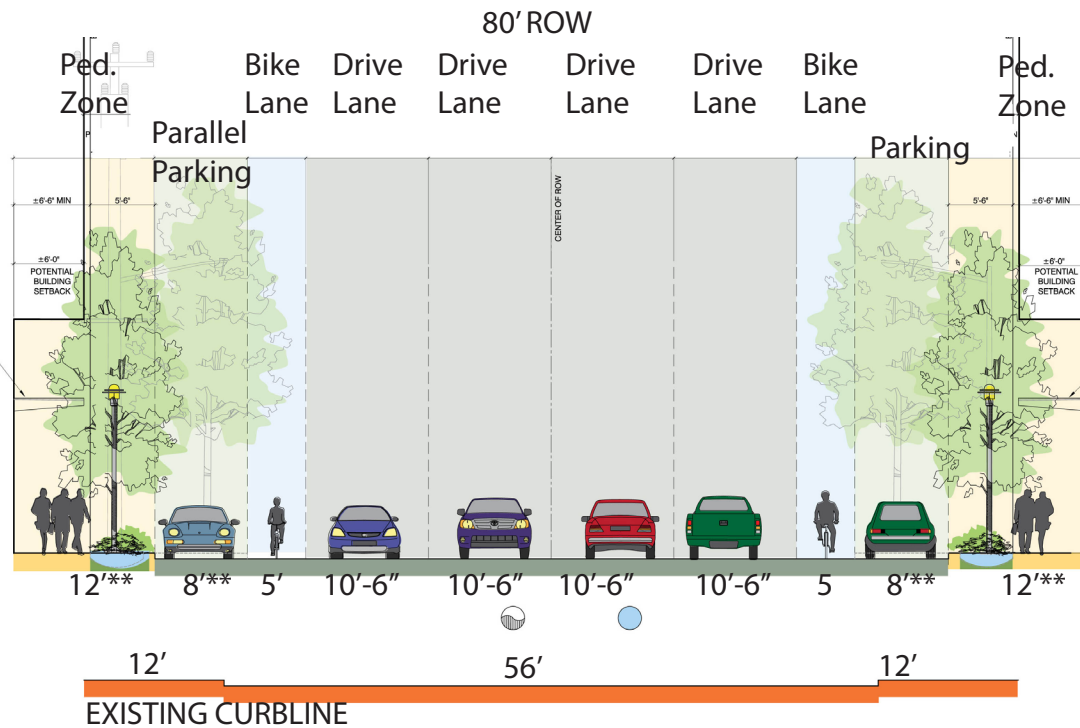 80' ROW
Ped.
Zone
Bike
Lane
Drive
Lane
Drive
Lane
Drive
Lane
Drive
Lane
Bike
Lane
Ped.
Zone
Parallel
Parking
Parking
P
±6'-6" MIN
5'-6"
CENTER OF ROW
5'-6"
±6'-6" MIN
±6'-0"
POTENTIAL
BUILDING
SETBACK
±6'-0"
POTENTIAL
BUILDING
SETBACK
12'**
8'**
5'
10'-6"
10'-6"
10'-6"
10'-6"
5
8'**
12'**
12'
56'
12'
EXISTING CURBLINE